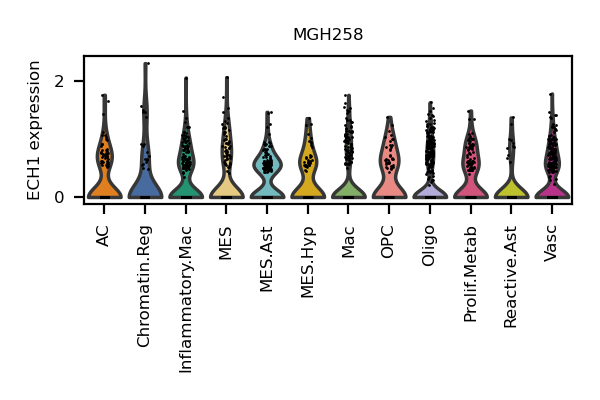 MGH258
ECH1 expression
2
0
AC
Chromatin.Reg
Inflammatory.Mac
MES
MES.Ast
MES.Hyp
Mac
OPC
Oligo
Prolif.Metab
Reactive.Ast
Vasc